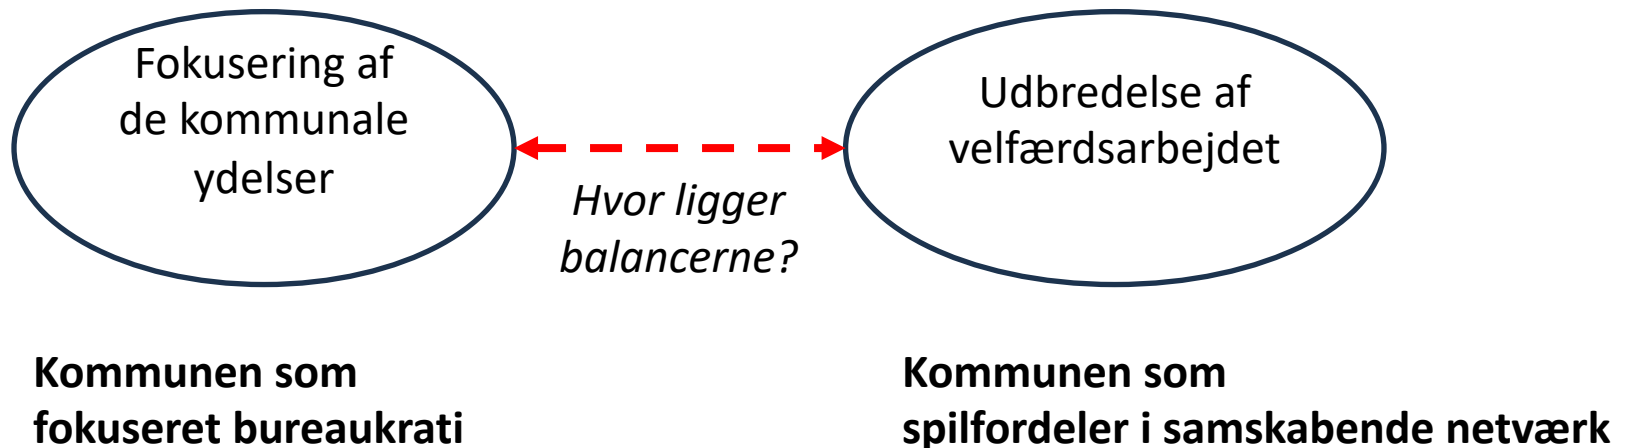 Fokusering af
de kommunale
ydelser
Udbredelse af
velfærdsarbejdet
Hvor ligger
balancerne?
Kommunen som
fokuseret bureaukrati
Kommunen som
spilfordeler i samskabende netværk